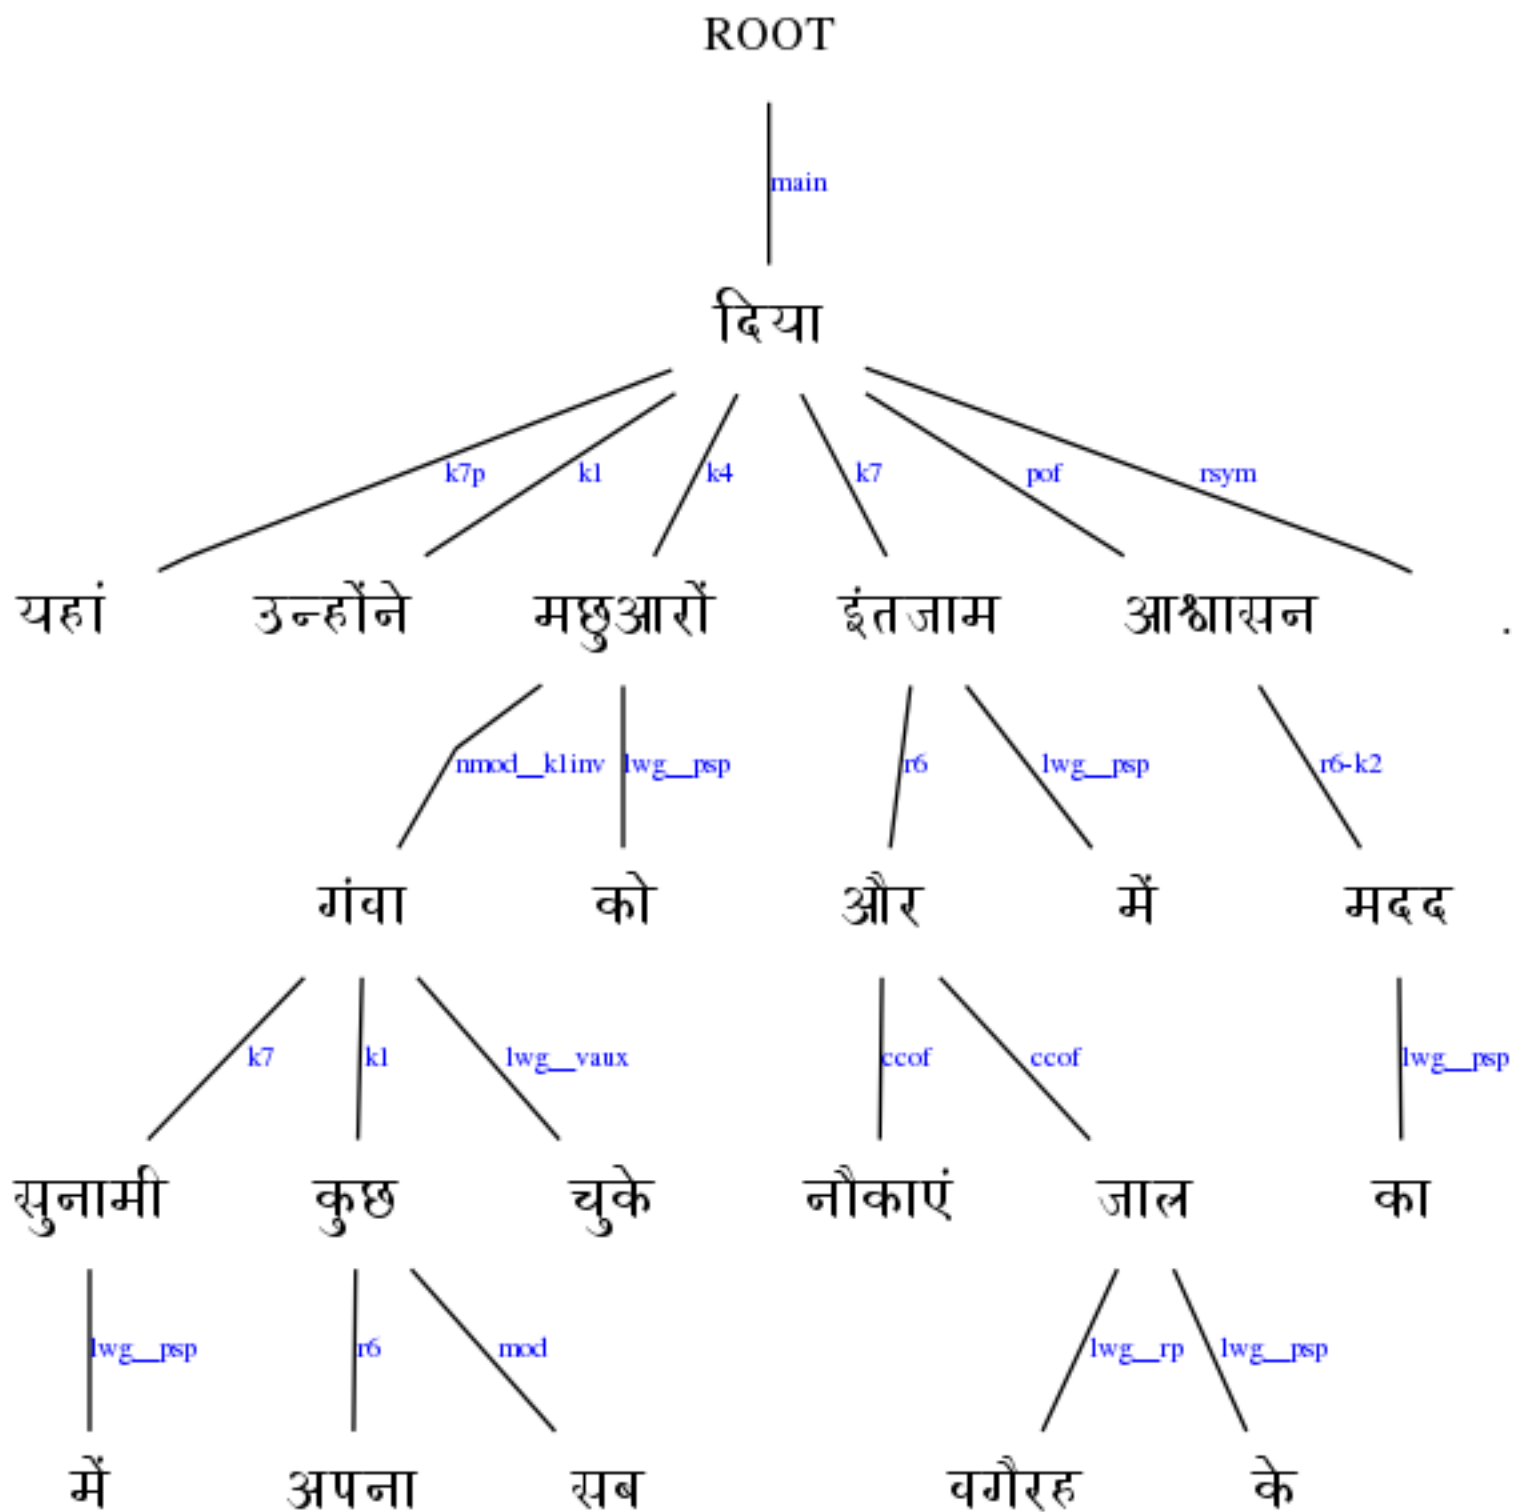 ROOT
main
दिया
k7p k1 k4 k7 pof rsym
यहां उन्होंने मछुआरों इंतजाम आश्वासन .
nmod__k1inv lwg__psp r6 lwg__psp r6-k2
गंवा को और में मदद
k7 k1 lwg__vaux ccof ccof lwg__psp
सुनामी कुछ चुके नौकाएं जाल का
lwg__psp r6 mod lwg__rp lwg__psp
में अपना सब वगैरह के